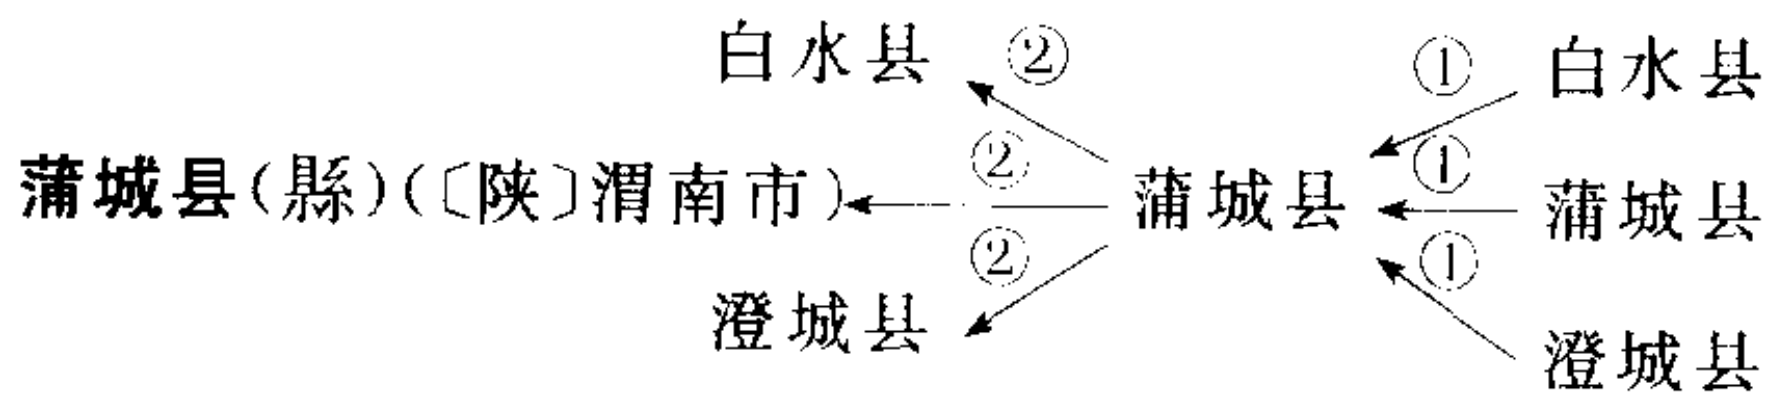 白水县 ② ① 白水县
蒲城县(縣)(〔陕〕渭南市) ② 蒲城县 ① 蒲城县
澄城县 ② ① 澄城县